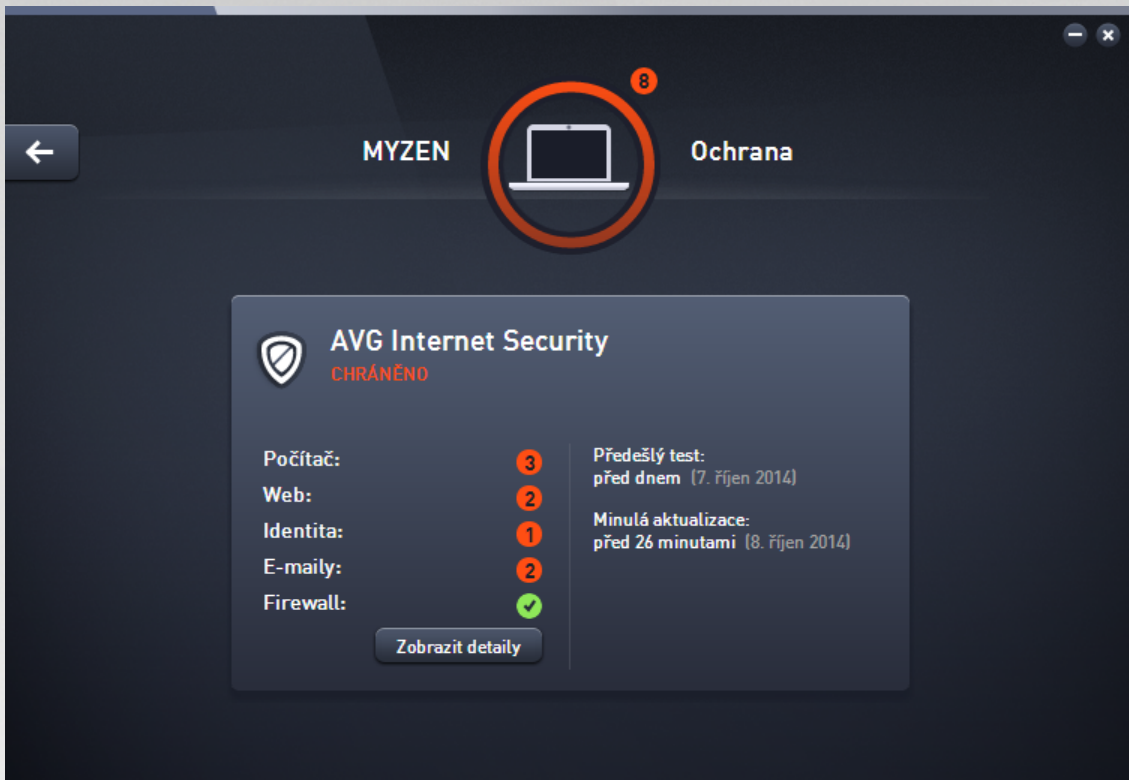 8
MYZEN
Ochrana
AVG Internet Security
CHRÁNĚNO
Počítač: 3
Web: 2
Identita: 1
E-maily: 2
Firewall:
Zobrazit detaily
Předešlý test:
před dnem (7. říjen 2014)
Minulá aktualizace:
před 26 minutami (8. říjen 2014)